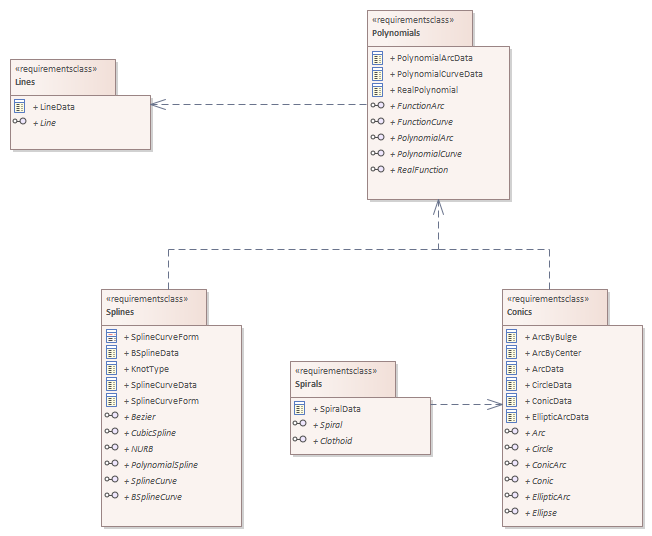 «requirementsclass»
Polynomials
+ PolynomialArcData
+ PolynomialCurveData
+ RealPolynomial
+ FunctionArc
+ FunctionCurve
+ PolynomialArc
+ PolynomialCurve
+ RealFunction
«requirementsclass»
Lines
+ LineData
+ Line
«requirementsclass»
Splines
+ SplineCurveForm
+ BSplineData
+ KnotType
+ SplineCurveData
+ SplineCurveForm
+ Bezier
+ CubicSpline
+ NURB
+ PolynomialSpline
+ SplineCurve
+ BSplineCurve
«requirementsclass»
Spirals
+ SpiralData
+ Spiral
+ Clothoid
«requirementsclass»
Conics
+ ArcByBulge
+ ArcByCenter
+ ArcData
+ CircleData
+ ConicData
+ EllipticArcData
+ Arc
+ Circle
+ ConicArc
+ Conic
+ EllipticArc
+ Ellipse